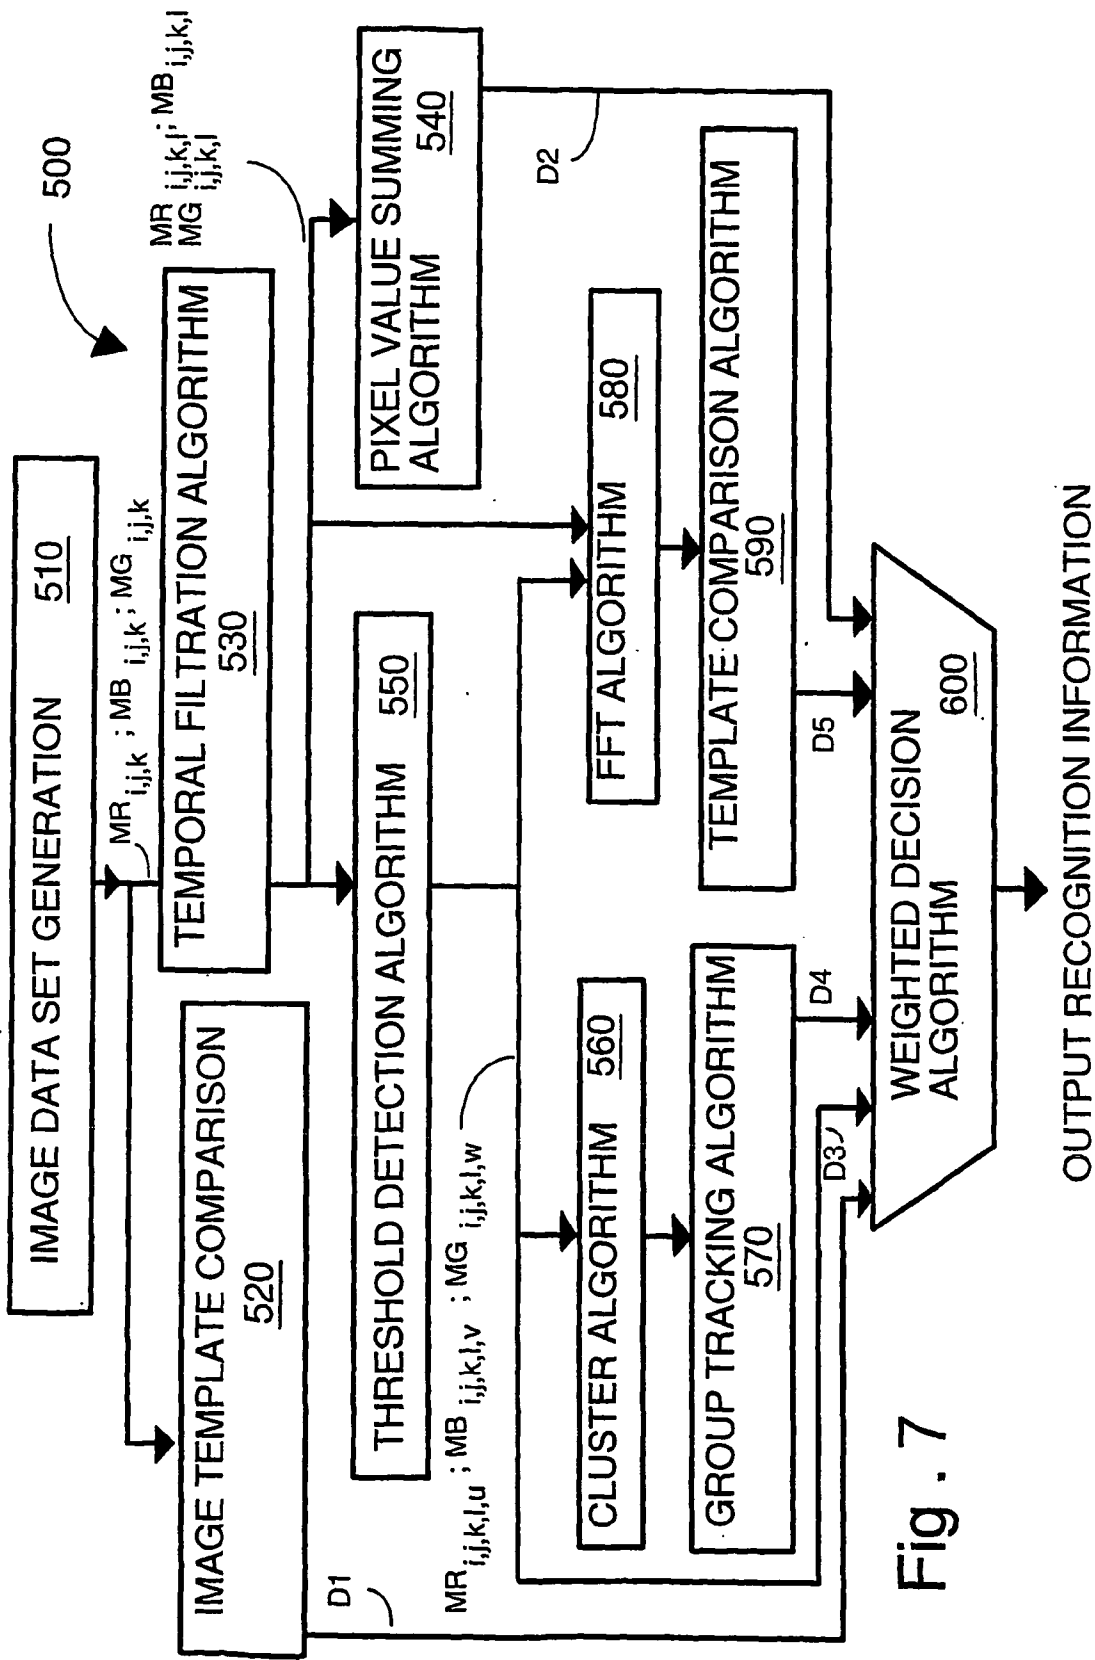 500
IMAGE DATA SET GENERATION 510
MR i,j,k ; MB i,j,k ; MG i,j,k
IMAGE TEMPLATE COMPARISON
520
TEMPORAL FILTRATION ALGORITHM
530
MR i,j,k,l ; MB i,j,k,l
MG i,j,k,l
THRESHOLD DETECTION ALGORITHM 550
PIXEL VALUE SUMMING
ALGORITHM 540
D1
MR i,j,k,l,u ; MB i,j,k,l,v ; MG i,j,k,l,w
D2
CLUSTER ALGORITHM 560
FFT ALGORITHM 580
GROUP TRACKING ALGORITHM
570
TEMPLATE COMPARISON ALGORITHM
590
D3
D4
D5
WEIGHTED DECISION 600
ALGORITHM
Fig . 7
OUTPUT RECOGNITION INFORMATION